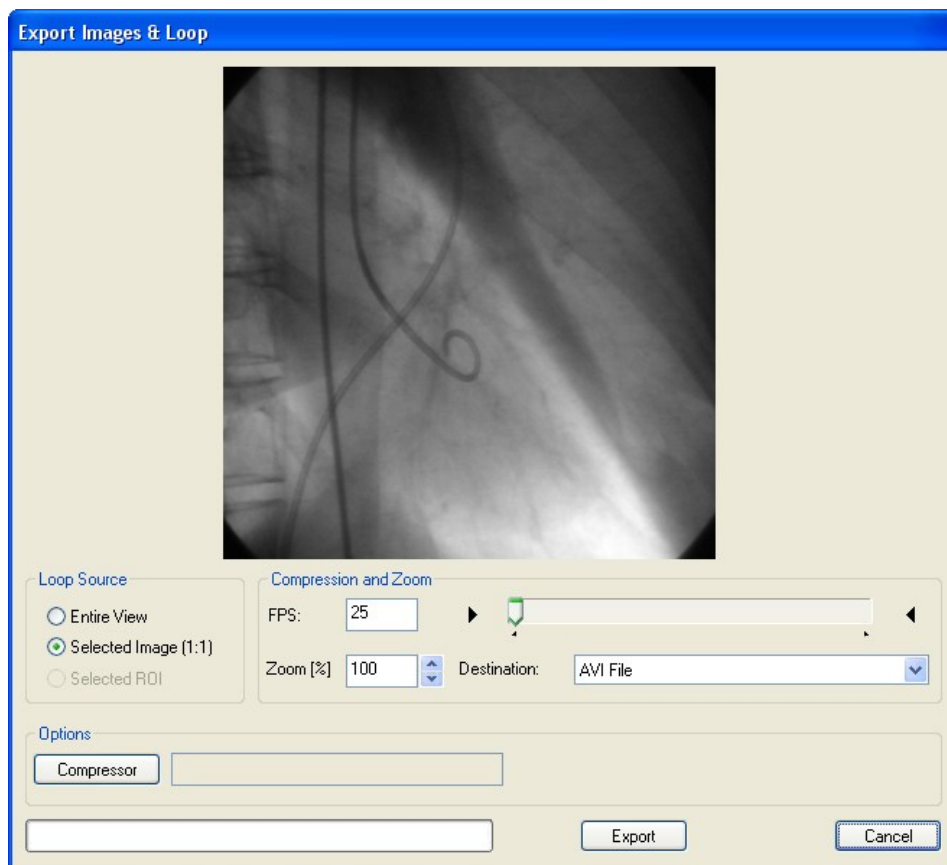 Export Images & Loop
Loop Source
Entire View
Selected Image (1:1)
Selected ROI
Compression and Zoom
FPS: 25
Zoom [%] 100 Destination: AVI File
Options
Compressor
Export Cancel